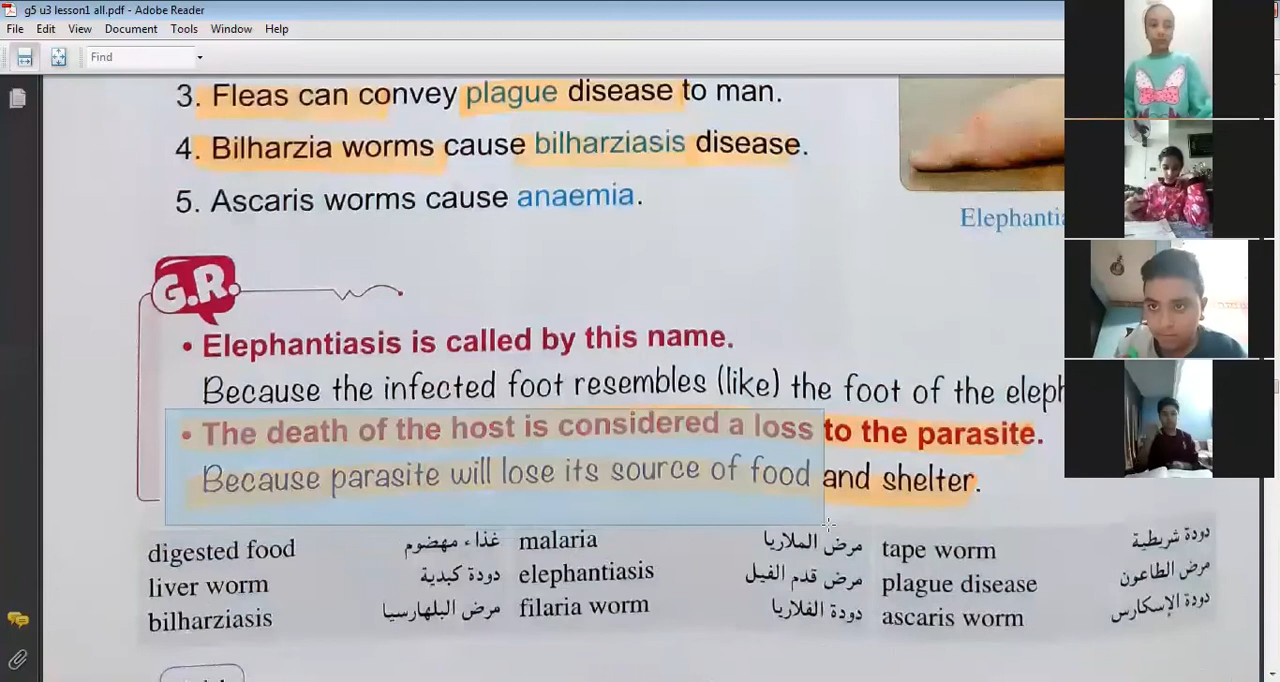 g5 u3 lesson1 all.pdf - Adobe Reader
File Edit View Document Tools Window Help
Find
3. Fleas can convey plague disease to man.
4. Bilharzia worms cause bilharziasis disease.
5. Ascaris worms cause anaemia.
Elephantia
G.R.
• Elephantiasis is called by this name.
Because the infected foot resembles (like) the foot of the eleph
• The death of the host is considered a loss to the parasite.
Because parasite will lose its source of food and shelter.
digested food غذاء مهضوم malaria مرض الملاريا tape worm دودة شريطية
liver worm دودة كبدية elephantiasis مرض قدم الفيل plague disease مرض الطاعون
bilharziasis مرض البلهارسيا filaria worm دودة الفلاريا ascaris worm دودة الإسكارس